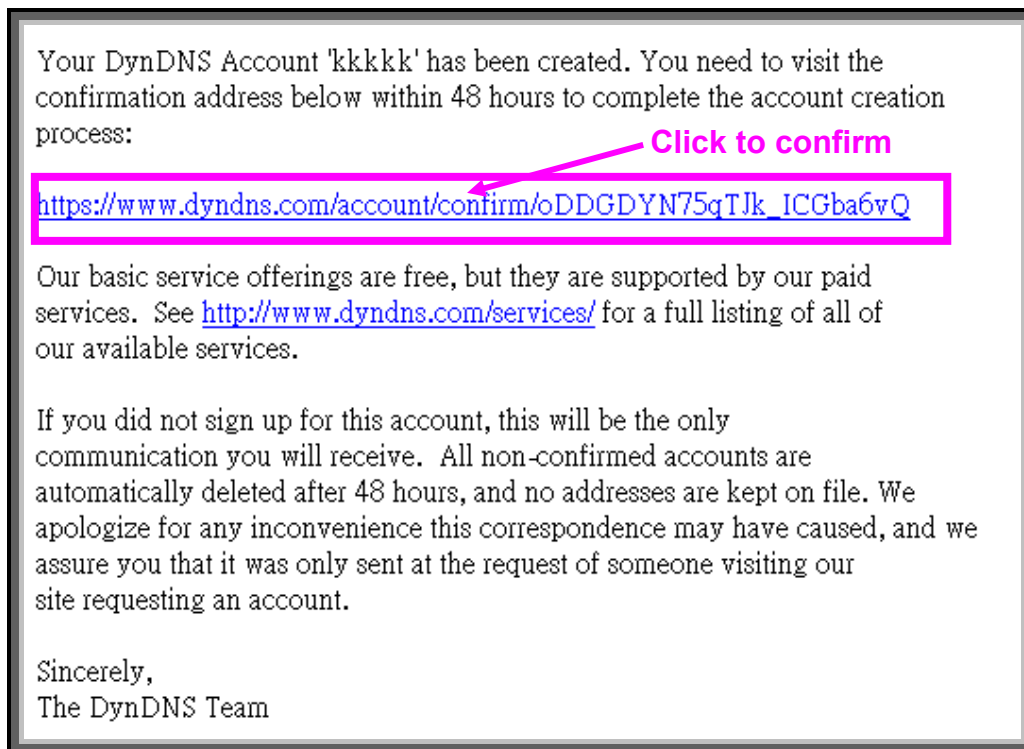 Your DynDNS Account 'kkkkk' has been created. You need to visit the
confirmation address below within 48 hours to complete the account creation
process:
Click to confirm
https://www.dyndns.com/account/confirm/oDDGDYN75qTJk_ICGba6vQ
Our basic service offerings are free, but they are supported by our paid
services.  See http://www.dyndns.com/services/ for a full listing of all of
our available services.
If you did not sign up for this account, this will be the only
communication you will receive.  All non-confirmed accounts are
automatically deleted after 48 hours, and no addresses are kept on file. We
apologize for any inconvenience this correspondence may have caused, and we
assure you that it was only sent at the request of someone visiting our
site requesting an account.
Sincerely,
The DynDNS Team